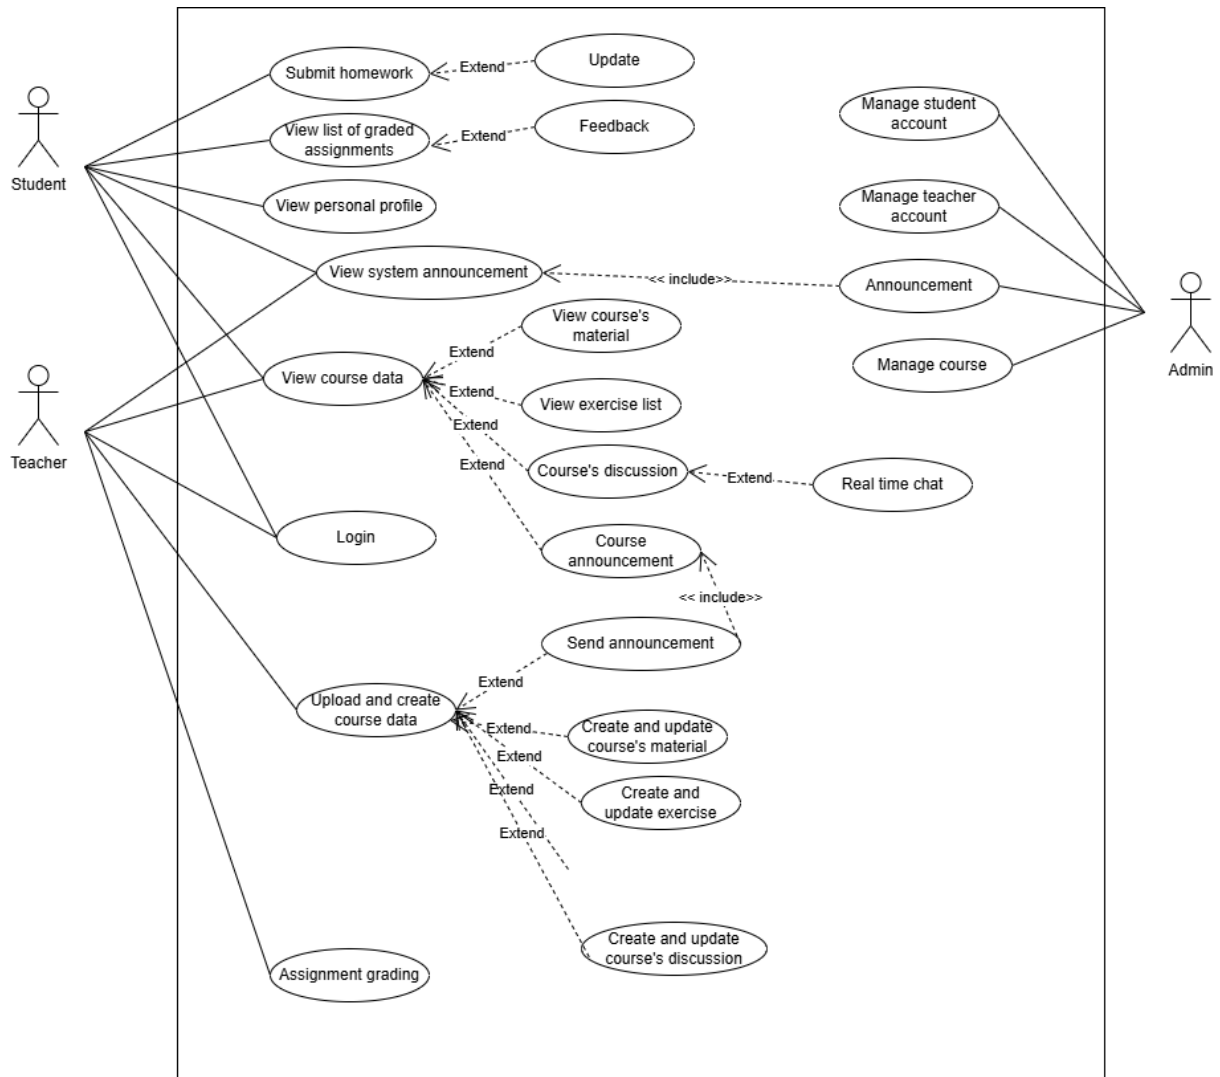 Submit homework
Extend
Update
View list of graded
assignments
Extend
Feedback
Manage student
account
Student
View personal profile
Manage teacher
account
View system announcement
<< include>>
Announcement
View course's
material
Extend
Manage course
Admin
View course data
Extend
View exercise list
Teacher
Extend
Extend
Course's discussion
Extend
Real time chat
Login
Course
announcement
<< include>>
Send announcement
Extend
Upload and create
course data
Extend
Create and update
course's material
Extend
Create and
update exercise
Extend
Extend
Create and update
course's discussion
Assignment grading